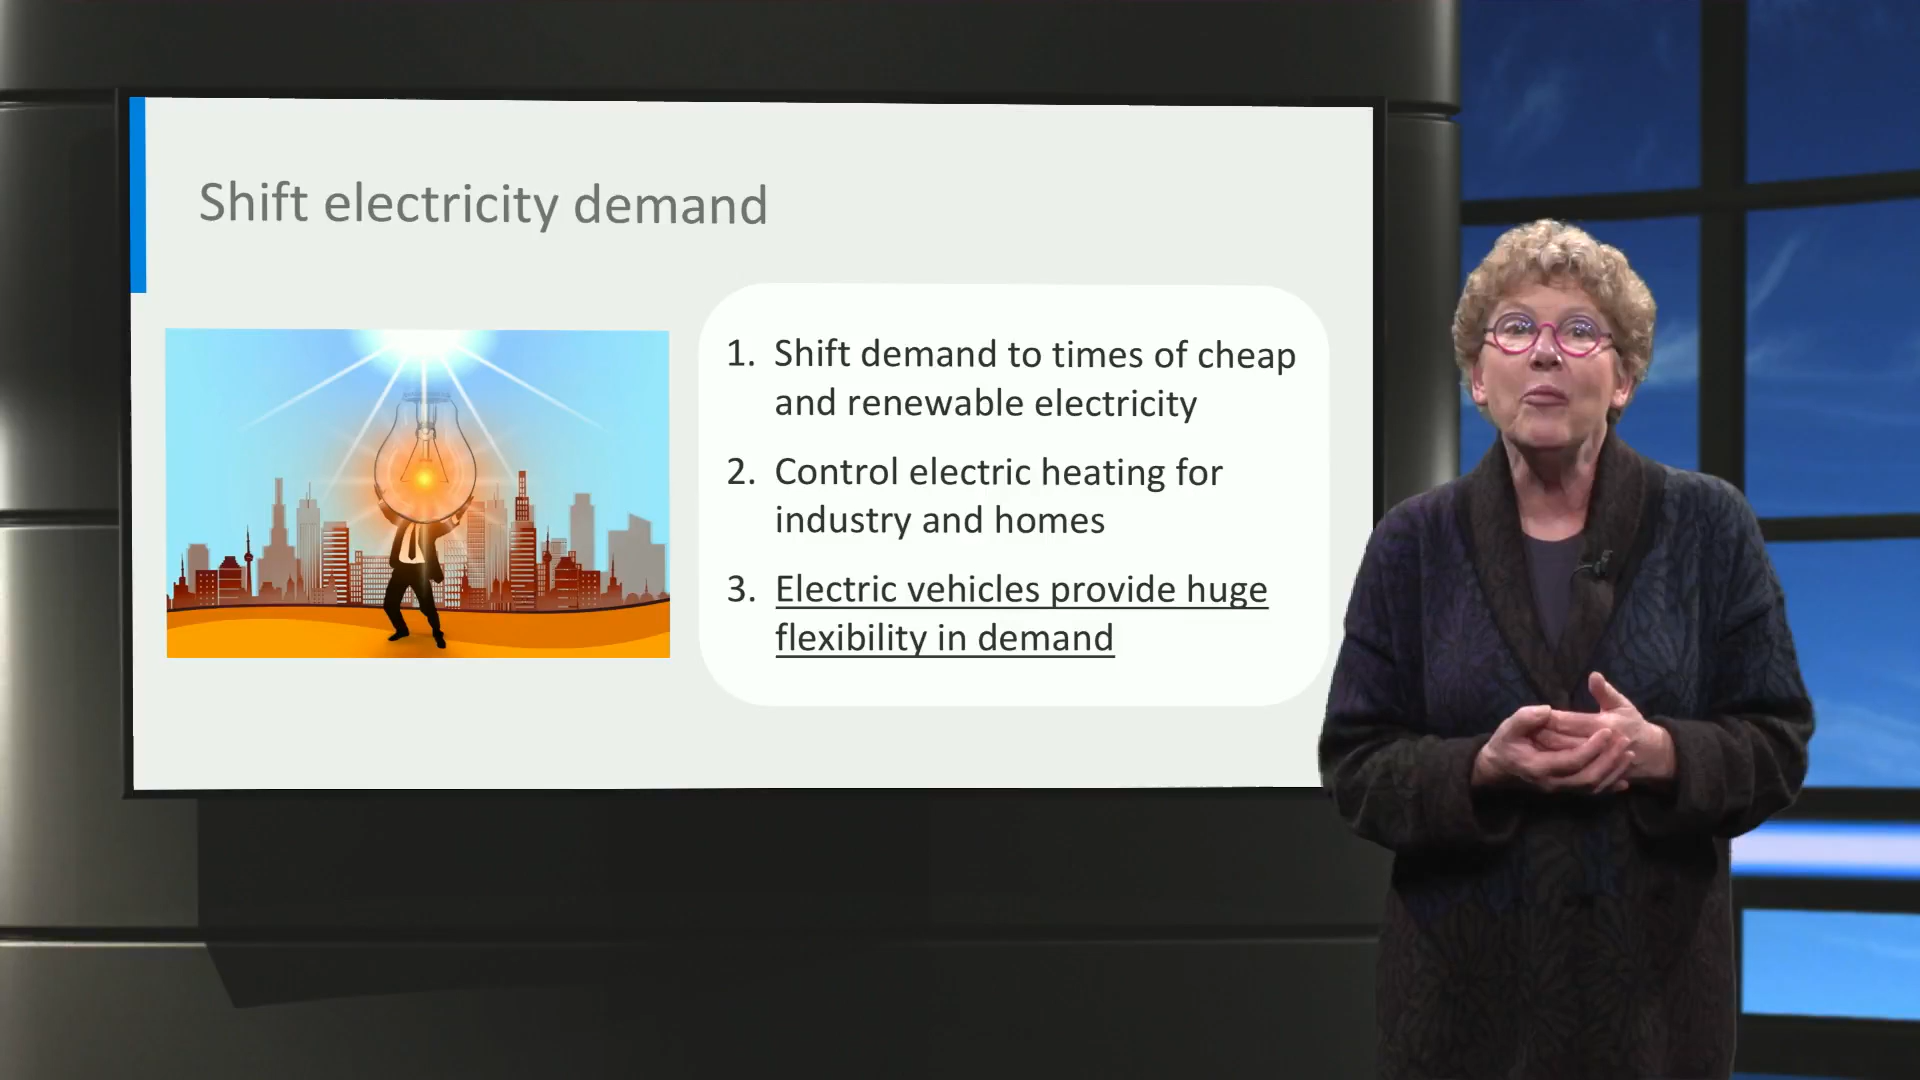 Shift electricity demand
1. Shift demand to times of cheap
and renewable electricity
2. Control electric heating for
industry and homes
3. Electric vehicles provide huge
flexibility in demand